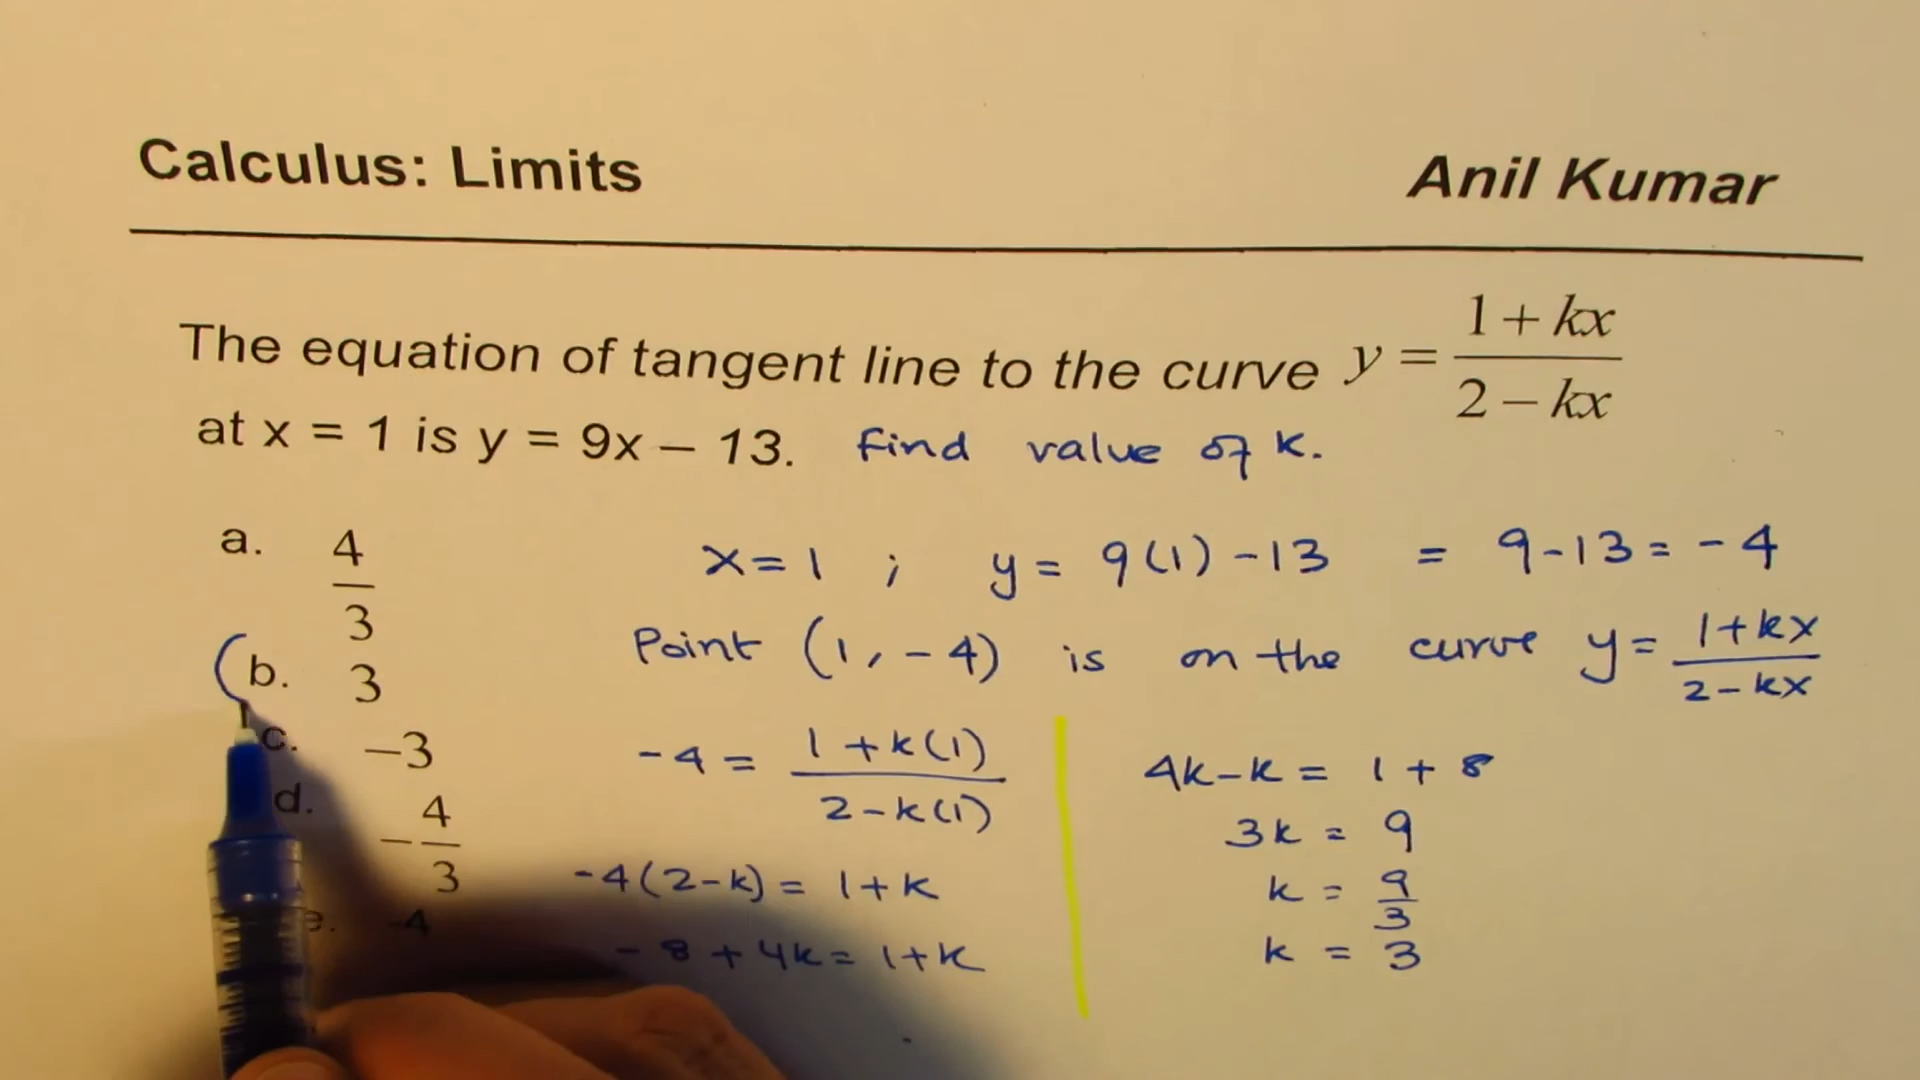 Calculus: Limits
Anil Kumar
The equation of tangent line to the curve y = (1 + kx)/(2 − kx)
at x = 1 is y = 9x − 13. Find value of k.
a. 4/3
b. 3
c. −3
d. −4/3
e. -4
x = 1 ; y = 9(1) - 13 = 9 - 13 = - 4
Point (1, -4) is on the curve y = (1+kx)/(2-kx)
-4 = (1 + k(1))/(2 - k(1))
-4(2-k) = 1+k
-8 + 4k = 1+k
4k-k = 1 + 8
3k = 9
k = 9/3
k = 3